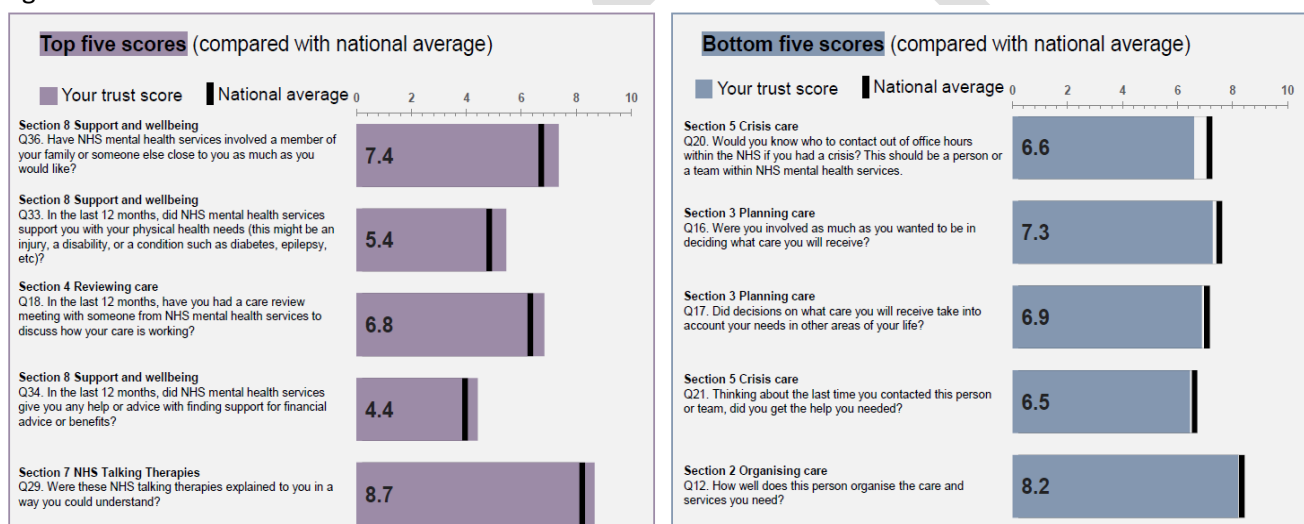 Top five scores (compared with national average)
Your trust score
National average
0 2 4 6 8 10
Section 8 Support and wellbeing
Q36. Have NHS mental health services involved a member of
your family or someone else close to you as much as you
would like?
7.4
Section 8 Support and wellbeing
Q33. In the last 12 months, did NHS mental health services
support you with your physical health needs (this might be an
injury, a disability, or a condition such as diabetes, epilepsy,
etc)?
5.4
Section 4 Reviewing care
Q18. In the last 12 months, have you had a care review
meeting with someone from NHS mental health services to
discuss how your care is working?
6.8
Section 8 Support and wellbeing
Q34. In the last 12 months, did NHS mental health services
give you any help or advice with finding support for financial
advice or benefits?
4.4
Section 7 NHS Talking Therapies
Q29. Were these NHS talking therapies explained to you in a
way you could understand?
8.7
Bottom five scores (compared with national average)
Your trust score
National average
0 2 4 6 8 10
Section 5 Crisis care
Q20. Would you know who to contact out of office hours
within the NHS if you had a crisis? This should be a person or
a team within NHS mental health services.
6.6
Section 3 Planning care
Q16. Were you involved as much as you wanted to be in
deciding what care you will receive?
7.3
Section 3 Planning care
Q17. Did decisions on what care you will receive take into
account your needs in other areas of your life?
6.9
Section 5 Crisis care
Q21. Thinking about the last time you contacted this person
or team, did you get the help you needed?
6.5
Section 2 Organising care
Q12. How well does this person organise the care and
services you need?
8.2